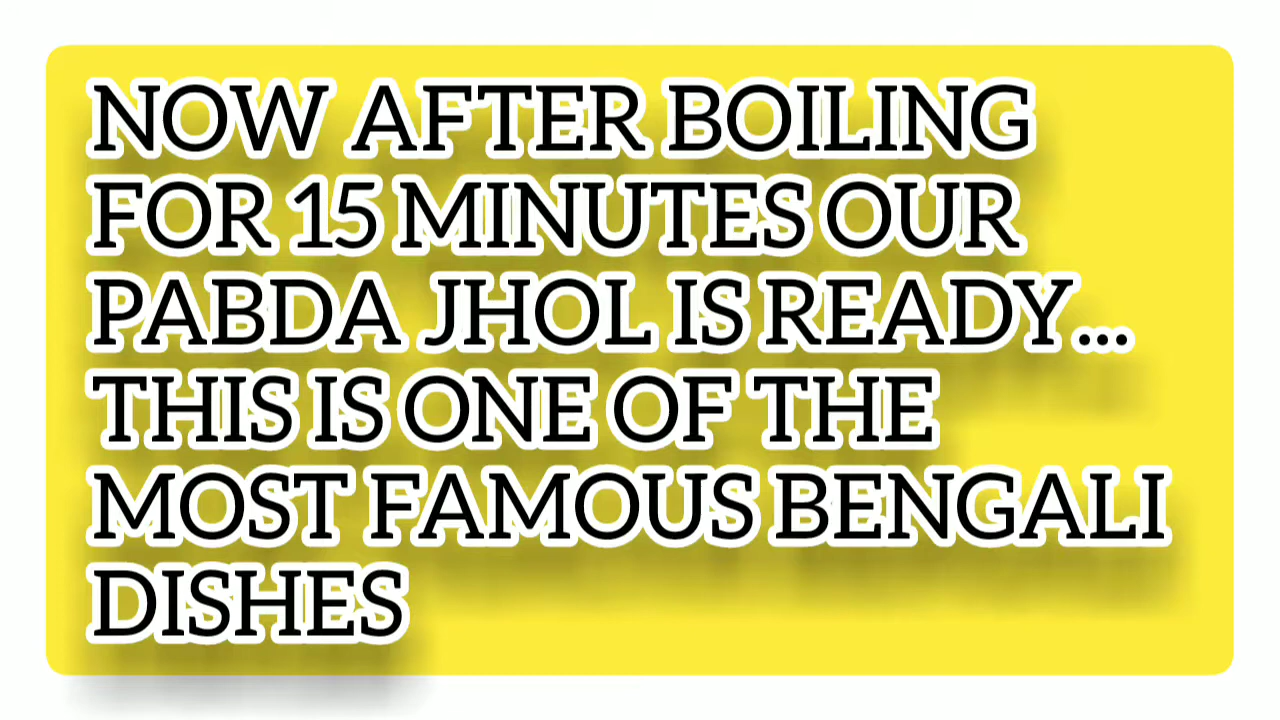 NOW AFTER BOILING
FOR 15 MINUTES OUR
PABDA JHOL IS READY...
THIS IS ONE OF THE
MOST FAMOUS BENGALI
DISHES